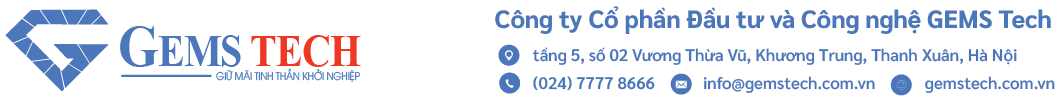 GEMS TECH
GIỮ MÃI TINH THẦN KHỞI NGHIỆP
Công ty Cổ phần Đầu tư và Công nghệ GEMS Tech
tầng 5, số 02 Vương Thừa Vũ, Khương Trung, Thanh Xuân, Hà Nội
(024) 7777 8666 info@gemstech.com.vn gemstech.com.vn